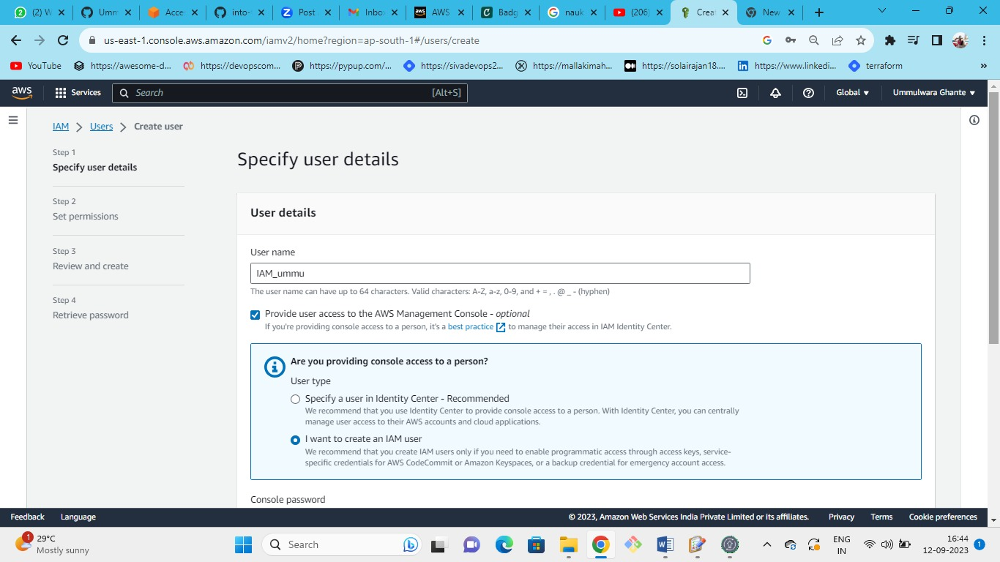 (2) W
Umm
Acce
into-
Post
Inbo
AWS
Badg
nauk
(206)
Crea
New
us-east-1.console.aws.amazon.com/iamv2/home?region=ap-south-1#/users/create
YouTube
https://awesome-d...
https://devopscom...
https://pypup.com/...
https://sivadevops2...
https://mallakimah...
https://solairajan18....
https://www.linkedi...
terraform
»
aws
Services
Search
[Alt+S]
Global
Ummulwara Ghante
IAM > Users > Create user
Step 1
Specify user details
Step 2
Set permissions
Step 3
Review and create
Step 4
Retrieve password
Specify user details
User details
User name
IAM_ummu
The user name can have up to 64 characters. Valid characters: A-Z, a-z, 0-9, and + = , . @ _ - (hyphen)
Provide user access to the AWS Management Console - optional
If you're providing console access to a person, it's a best practice to manage their access in IAM Identity Center.
Are you providing console access to a person?
User type
Specify a user in Identity Center - Recommended
We recommend that you use Identity Center to provide console access to a person. With Identity Center, you can centrally
manage user access to their AWS accounts and cloud applications.
I want to create an IAM user
We recommend that you create IAM users only if you need to enable programmatic access through access keys, service-
specific credentials for AWS CodeCommit or Amazon Keyspaces, or a backup credential for emergency account access.
Console password
Feedback
Language
© 2023, Amazon Web Services India Private Limited or its affiliates.
Privacy
Terms
Cookie preferences
1
29°C
Mostly sunny
Search
ENG
IN
16:44
12-09-2023
1